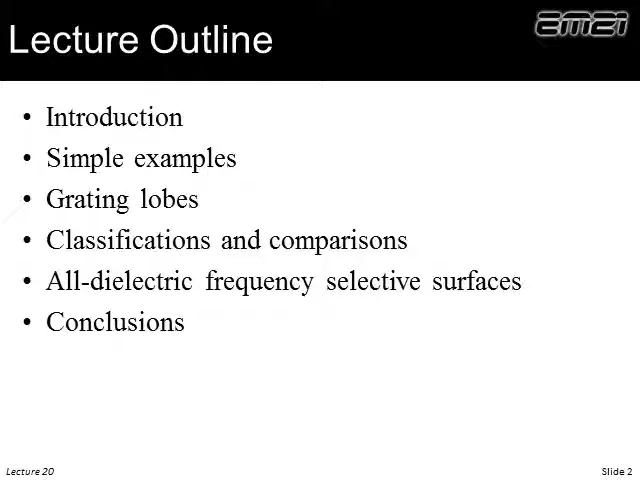 Lecture Outline
EM21
• Introduction
• Simple examples
• Grating lobes
• Classifications and comparisons
• All-dielectric frequency selective surfaces
• Conclusions
Lecture 20
Slide 2